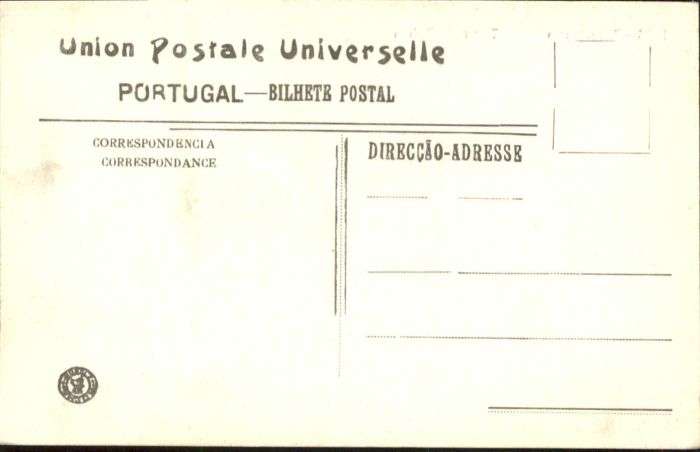 Union Postale Universelle
PORTUGAL—BILHETE POSTAL
CORRESPONDENCIA
CORRESPONDANCE
DIRECÇÃO-ADRESSE